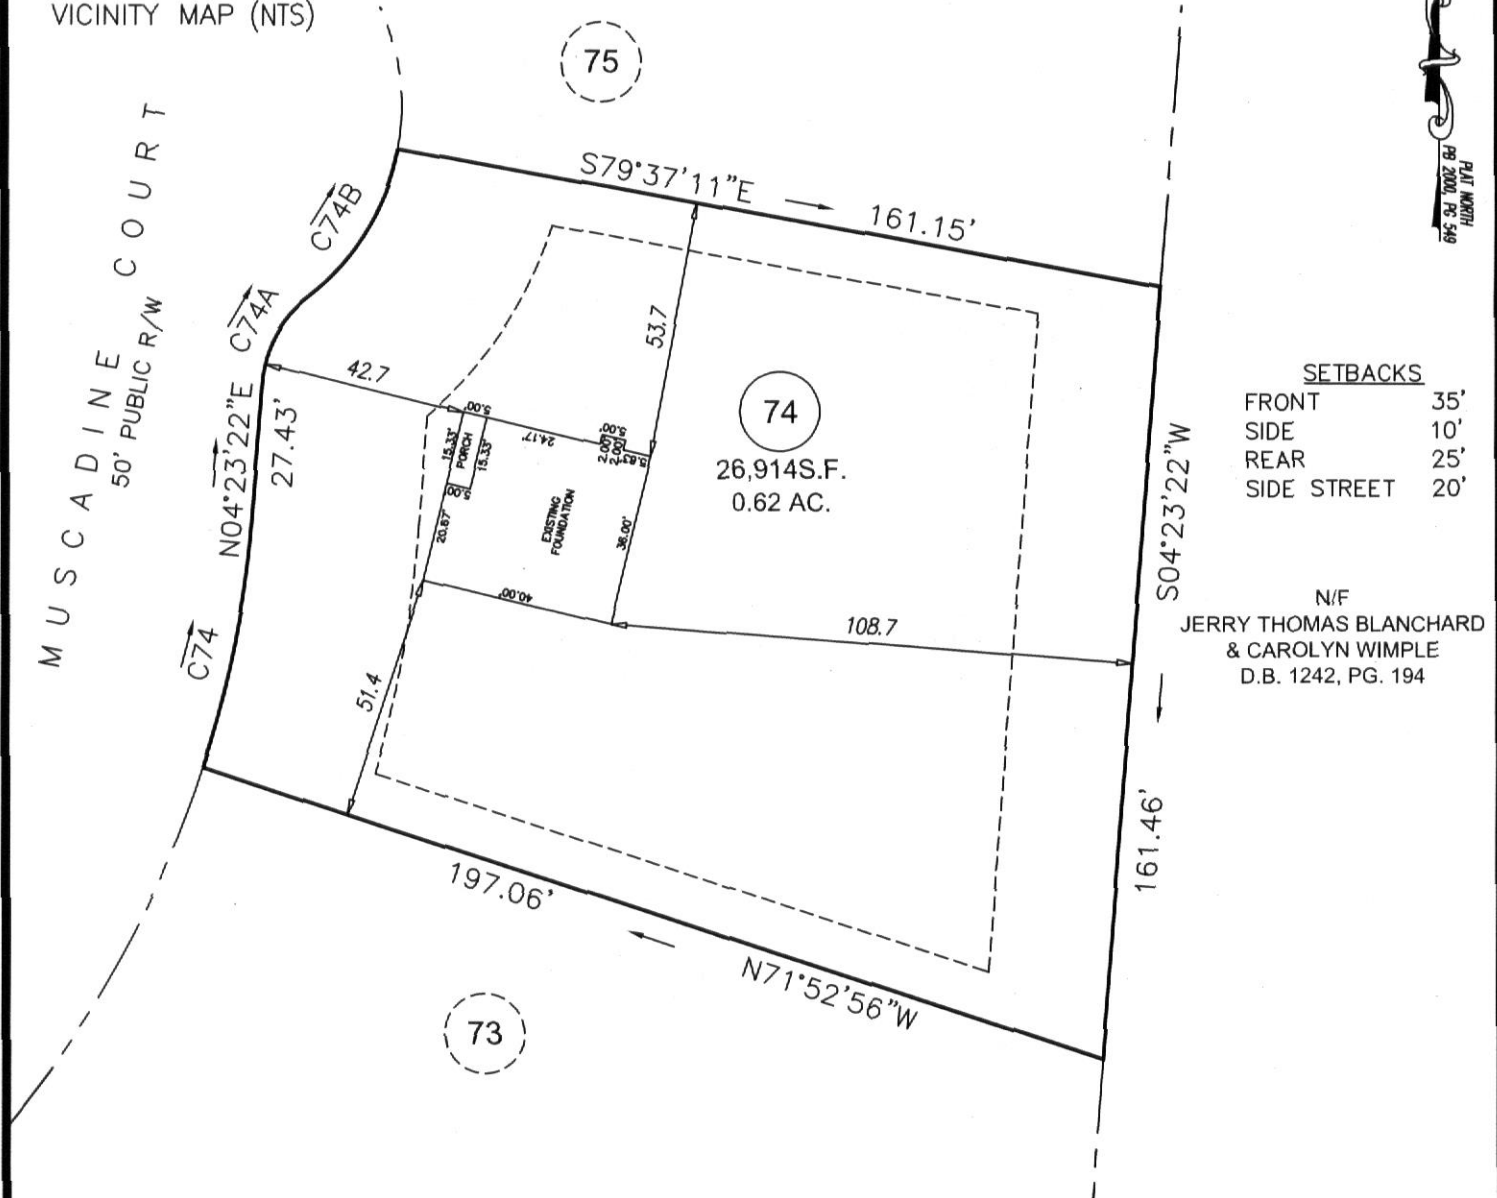 VICINITY MAP (NTS)
75
PLAT NORTH
PB 2000, PG 549
MUSCADINE COURT
50' PUBLIC R/W
S79°37'11"E
161.15'
C74B
C74A
N04°23'22"E
27.43'
C74
42.7
53.7
5.00'
15.33'
PORCH
15.33'
5.00'
24.17'
2.00'
5.00'
2.00'
5.83'
20.67'
EXISTING
FOUNDATION
36.00'
40.00'
51.4
108.7
74
26,914S.F.
0.62 AC.
S04°23'22"W
161.46'
SETBACKS
FRONT 35'
SIDE 10'
REAR 25'
SIDE STREET 20'
N/F
JERRY THOMAS BLANCHARD
& CAROLYN WIMPLE
D.B. 1242, PG. 194
197.06'
N71°52'56"W
73